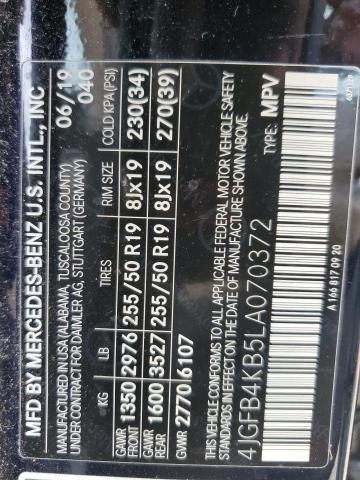 MFD BY MERCEDES-BENZ U.S. INTL., INC
MANUFACTURED IN USA (ALABAMA, TUSCALOOSA COUNTY)
UNDER CONTRACT FOR DAIMLER AG, STUTTGART (GERMANY)
06/19
040
KG LB TIRES RIM SIZE COLD KPA (PSI)
GAWR FRONT 1350 2976 255/50 R19 8Jx19 230(34)
GAWR REAR 1600 3527 255/50 R19 8Jx19 270(39)
GVWR 2770 6107
THIS VEHICLE CONFORMS TO ALL APPLICABLE FEDERAL MOTOR VEHICLE SAFETY
STANDARDS IN EFFECT ON THE DATE OF MANUFACTURE SHOWN ABOVE.
4JGFB4KB5LA070372 TYPE: MPV
A 166 817 09 20